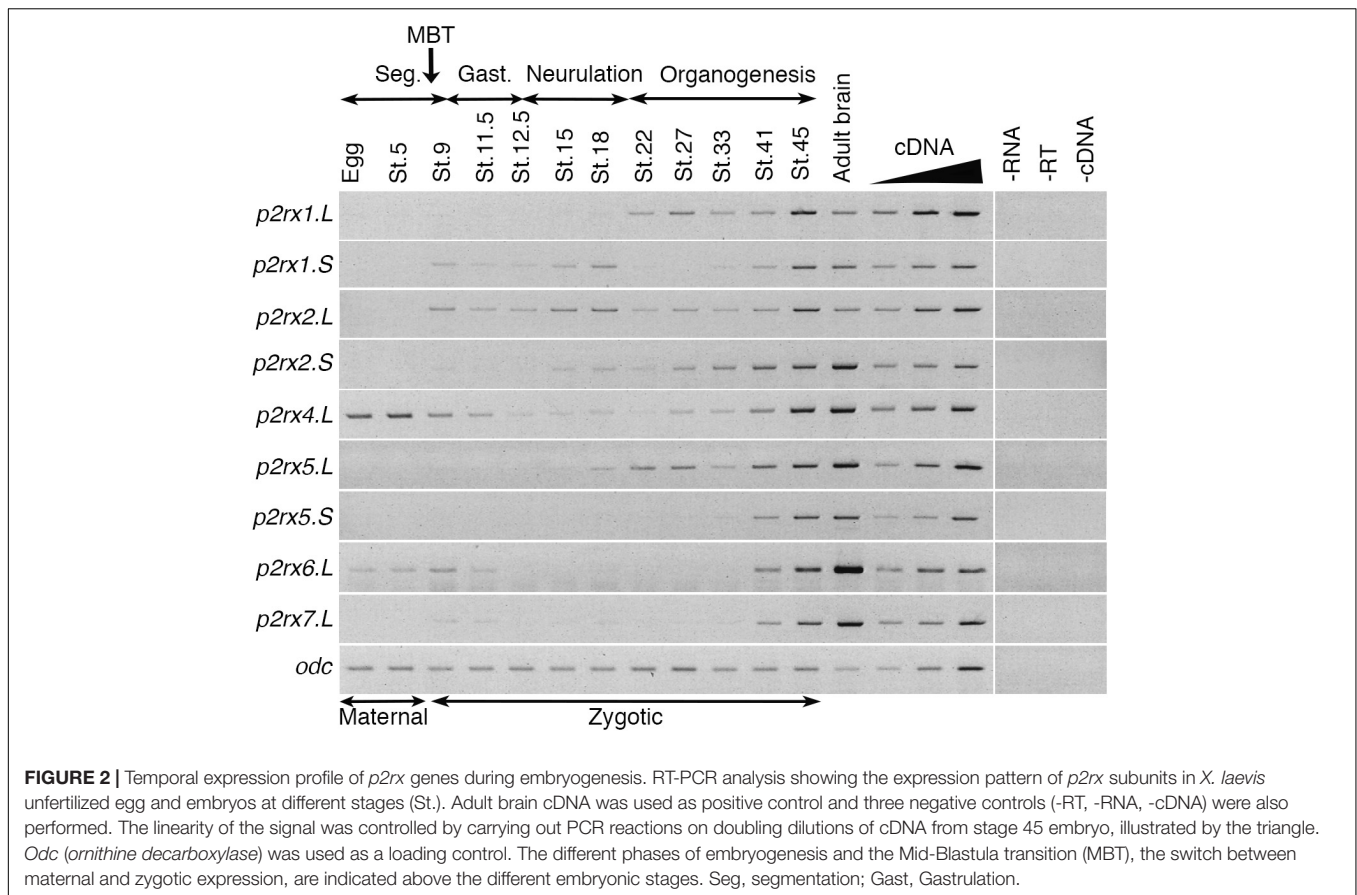 MBT
Seg. Gast. Neurulation Organogenesis
Egg St.5 St.9 St.11.5 St.12.5 St.15 St.18 St.22 St.27 St.33 St.41 St.45 Adult brain cDNA -RNA -RT -cDNA
p2rx1.L
p2rx1.S
p2rx2.L
p2rx2.S
p2rx4.L
p2rx5.L
p2rx5.S
p2rx6.L
p2rx7.L
odc
Maternal Zygotic
FIGURE 2 | Temporal expression profile of p2rx genes during embryogenesis. RT-PCR analysis showing the expression pattern of p2rx subunits in X. laevis
unfertilized egg and embryos at different stages (St.). Adult brain cDNA was used as positive control and three negative controls (-RT, -RNA, -cDNA) were also
performed. The linearity of the signal was controlled by carrying out PCR reactions on doubling dilutions of cDNA from stage 45 embryo, illustrated by the triangle.
Odc (ornithine decarboxylase) was used as a loading control. The different phases of embryogenesis and the Mid-Blastula transition (MBT), the switch between
maternal and zygotic expression, are indicated above the different embryonic stages. Seg, segmentation; Gast, Gastrulation.